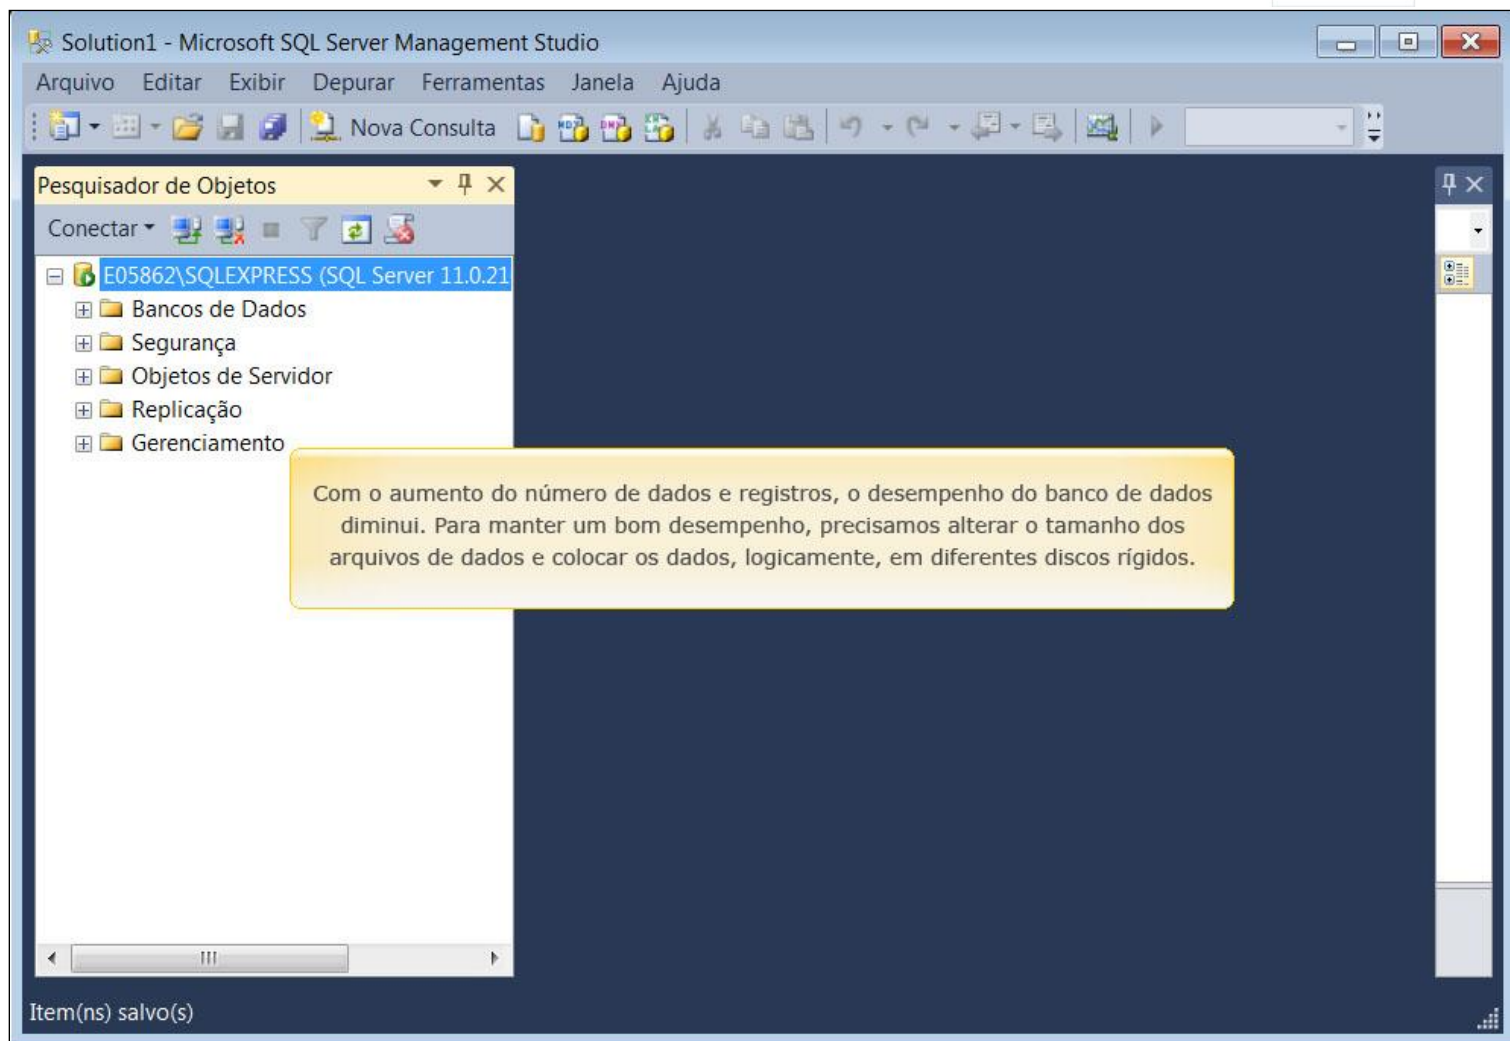 Solution1 - Microsoft SQL Server Management Studio
Arquivo Editar Exibir Depurar Ferramentas Janela Ajuda
Nova Consulta
Pesquisador de Objetos
Conectar
E05862\SQLEXPRESS (SQL Server 11.0.21
Bancos de Dados
Segurança
Objetos de Servidor
Replicação
Gerenciamento
Com o aumento do número de dados e registros, o desempenho do banco de dados
diminui. Para manter um bom desempenho, precisamos alterar o tamanho dos
arquivos de dados e colocar os dados, logicamente, em diferentes discos rígidos.
Item(ns) salvo(s)